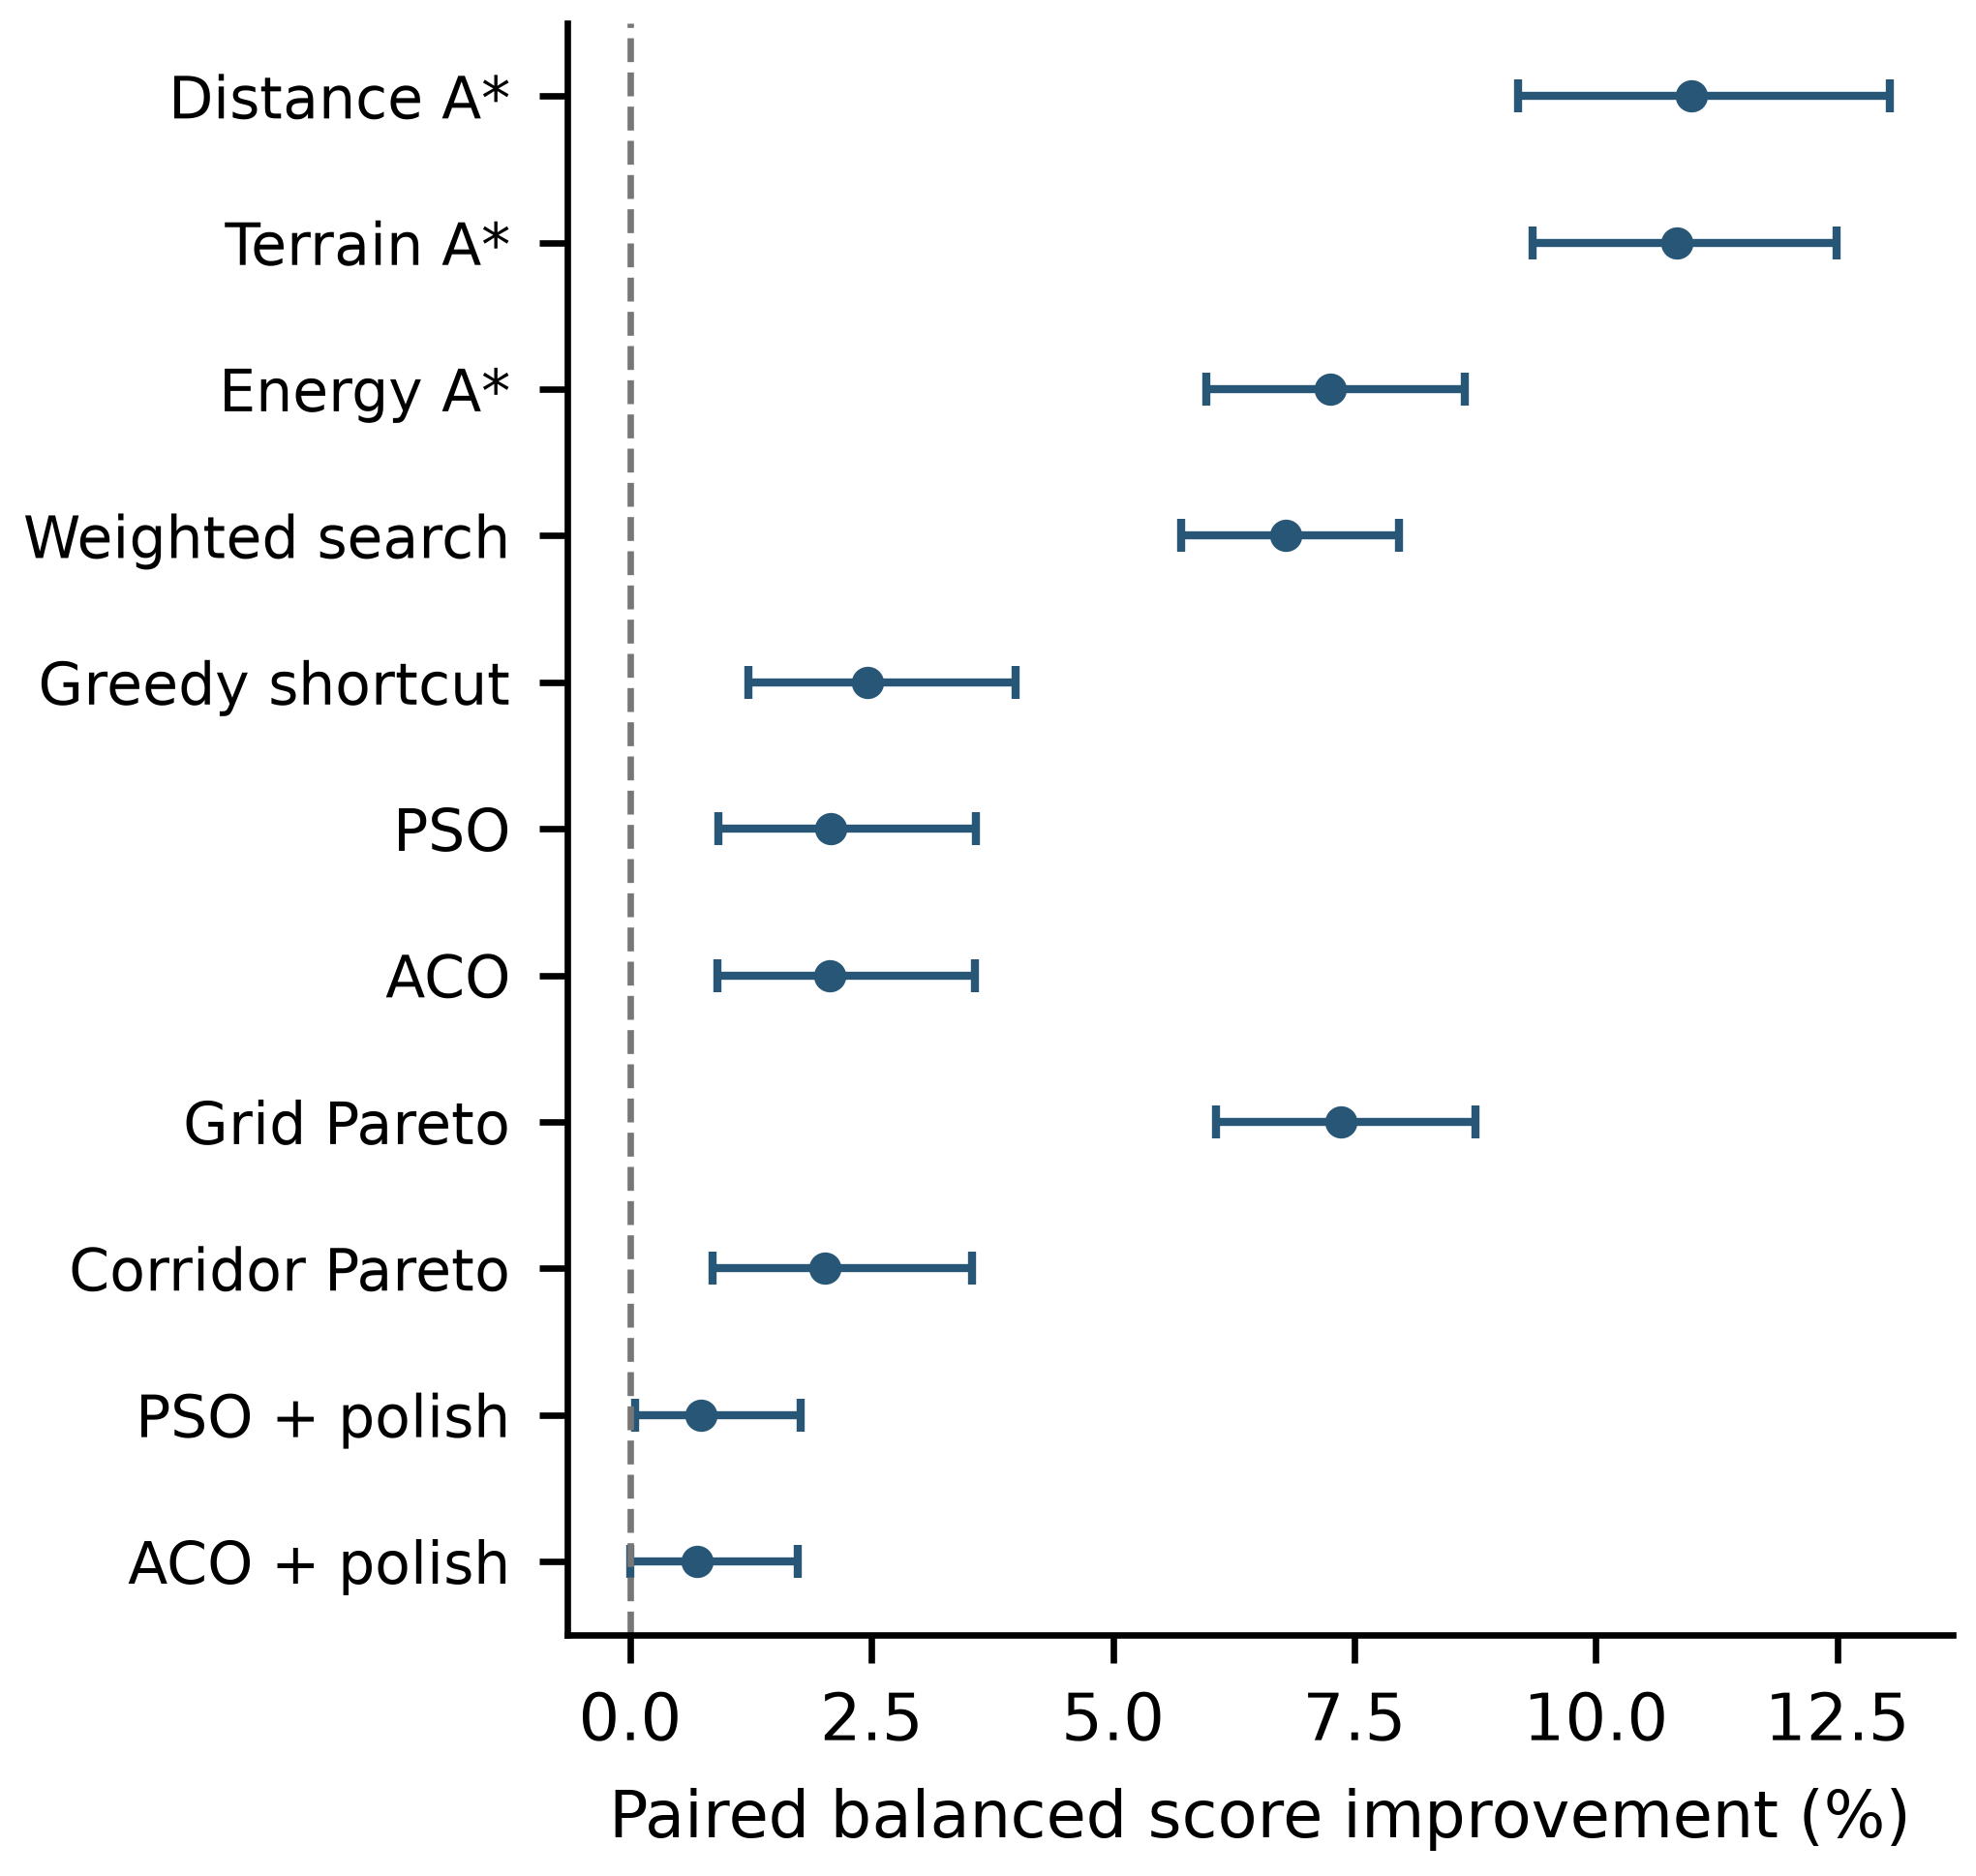 Distance A*
Terrain A*
Energy A*
Weighted search
Greedy shortcut
PSO
ACO
Grid Pareto
Corridor Pareto
PSO + polish
ACO + polish
0.0 2.5 5.0 7.5 10.0 12.5
Paired balanced score improvement (%)